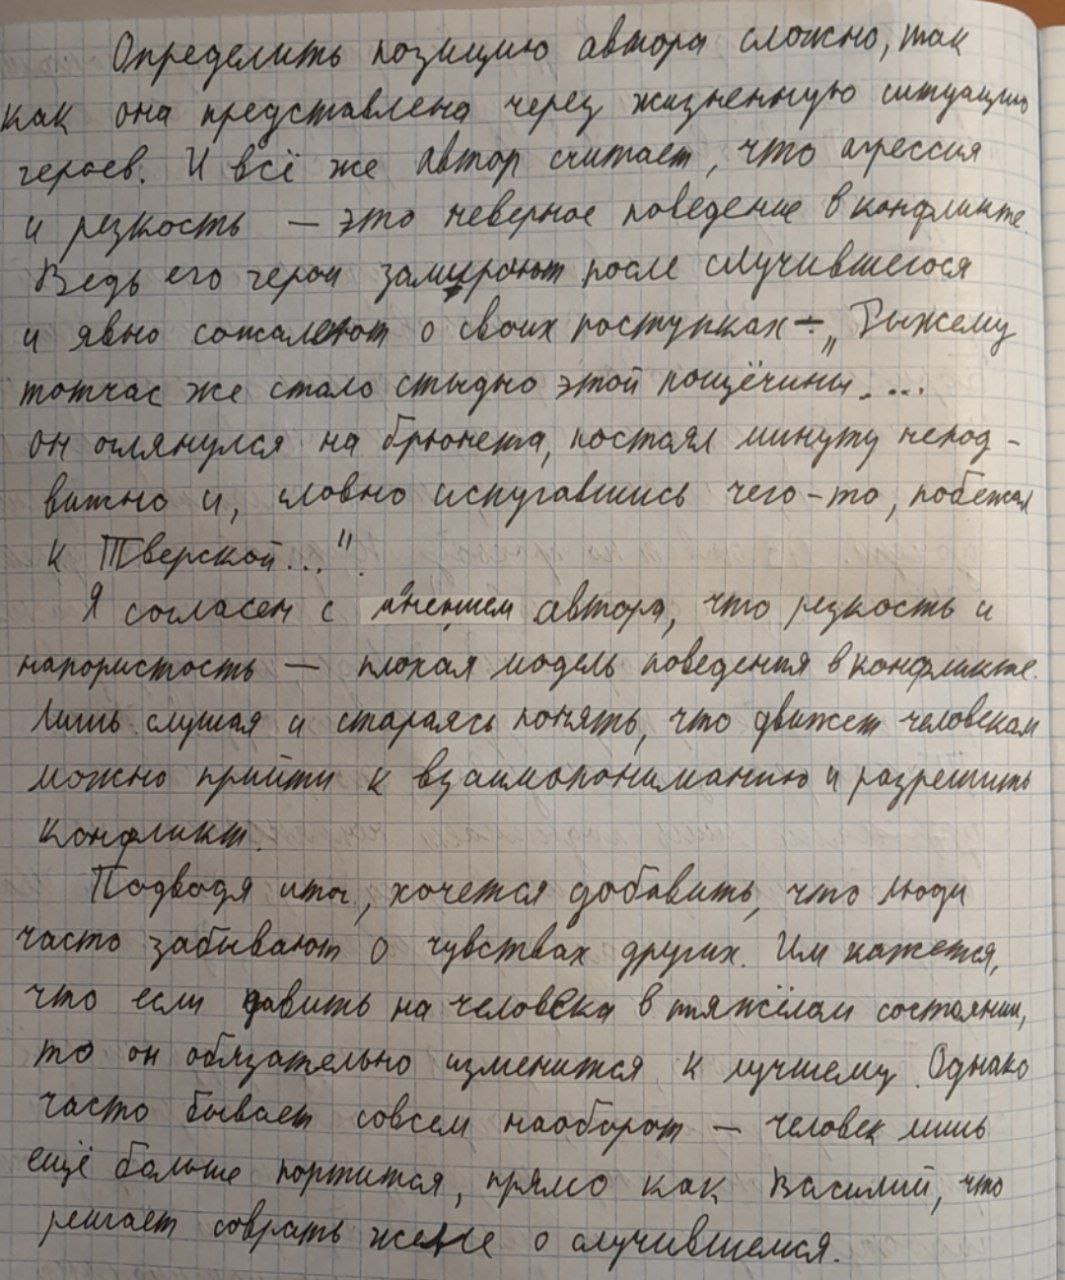 Определить позицию автора сложно, так
как она представлена через жизненную ситуацию
героев. И всё же автор считает, что агрессия
и резкость — это неверное поведение в конфликте.
Ведь его герои замирают после случившегося
и явно сожалеют о своих поступках — „Рыжему
тотчас же стало стыдно этой пощёчины. ...
он оглянулся на брюнета, постоял минуту непод-
вижно и, словно испугавшись чего-то, побежал
к Тверской..."
Я согласен с мнением автора, что резкость и
напористость — плохая модель поведения в конфликте.
Лишь слушая и стараясь понять, что движет человеком
можно прийти к взаимопониманию и разрешить
конфликт.
Подводя итог, хочется добавить, что люди
часто забывают о чувствах других. Им кажется,
что если давить на человека в тяжёлом состоянии,
то он обязательно изменится к лучшему. Однако
часто бывает совсем наоборот — человек лишь
ещё больше портится, прямо как Василий, что
решает соврать жене о случившемся.